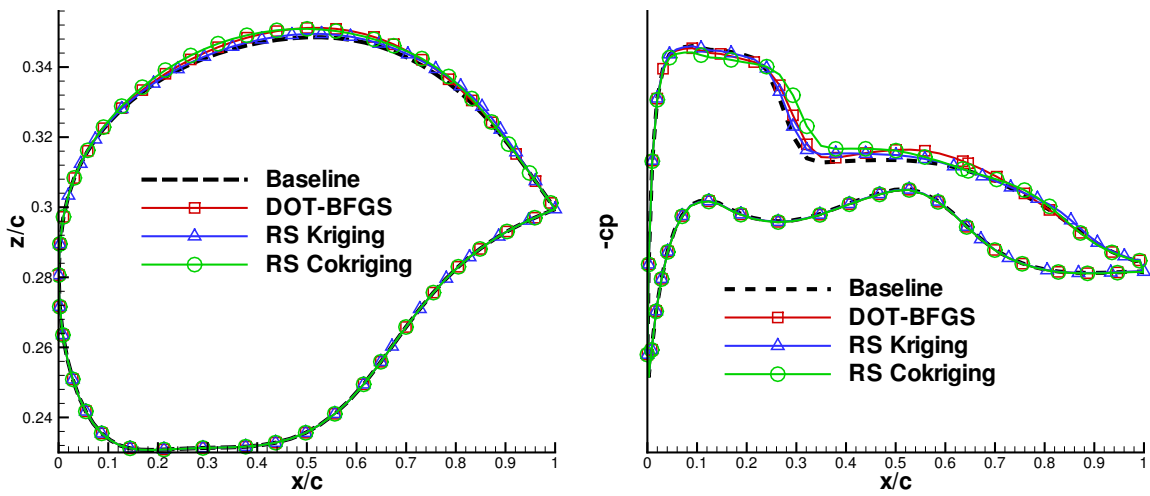 0.34
0.32
0.3
0.28
0.26
0.24
z/c
Baseline
DOT-BFGS
RS Kriging
RS Cokriging
0 0.1 0.2 0.3 0.4 0.5 0.6 0.7 0.8 0.9 1
x/c
-cp
Baseline
DOT-BFGS
RS Kriging
RS Cokriging
0 0.1 0.2 0.3 0.4 0.5 0.6 0.7 0.8 0.9 1
x/c